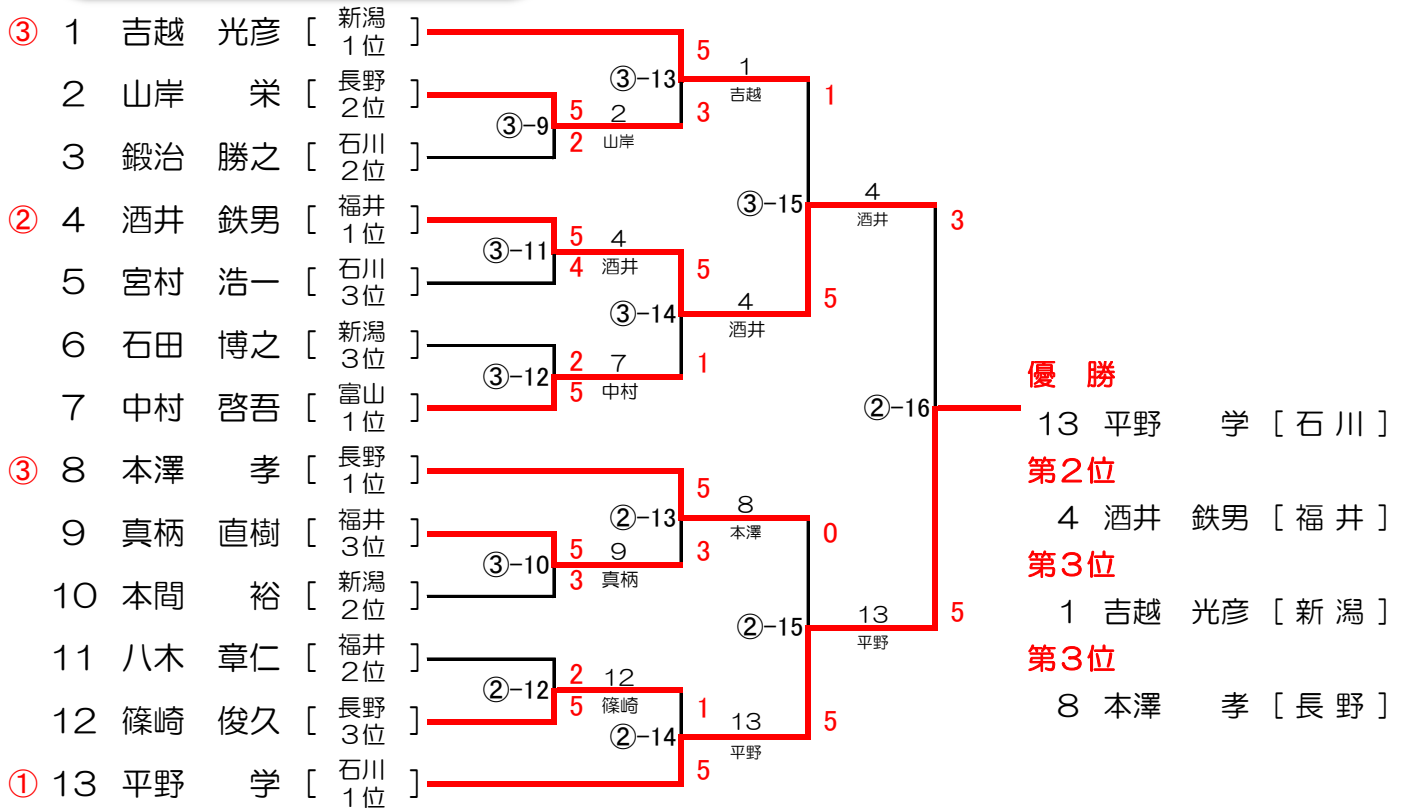 ③ 1 吉越 光彦 [ 新潟 1位 ]
2 山岸 栄 [ 長野 2位 ]
3 鍛治 勝之 [ 石川 2位 ]
② 4 酒井 鉄男 [ 福井 1位 ]
5 宮村 浩一 [ 石川 3位 ]
6 石田 博之 [ 新潟 3位 ]
7 中村 啓吾 [ 富山 1位 ]
③ 8 本澤 孝 [ 長野 1位 ]
9 真柄 直樹 [ 福井 3位 ]
10 本間 裕 [ 新潟 2位 ]
11 八木 章仁 [ 福井 2位 ]
12 篠崎 俊久 [ 長野 3位 ]
① 13 平野 学 [ 石川 1位 ]
③-9
5
2
2
山岸
③-11
5
4
4
酒井
③-12
2
5
7
中村
③-10
5
3
9
真柄
②-12
2
5
12
篠崎
③-13
5
3
1
吉越
③-14
5
1
4
酒井
②-13
5
3
8
本澤
②-14
1
5
13
平野
③-15
1
5
4
酒井
②-15
0
5
13
平野
②-16
3
5
優 勝
13 平野 学 [ 石 川 ]
第2位
4 酒井 鉄男 [ 福 井 ]
第3位
1 吉越 光彦 [ 新 潟 ]
第3位
8 本澤 孝 [ 長 野 ]